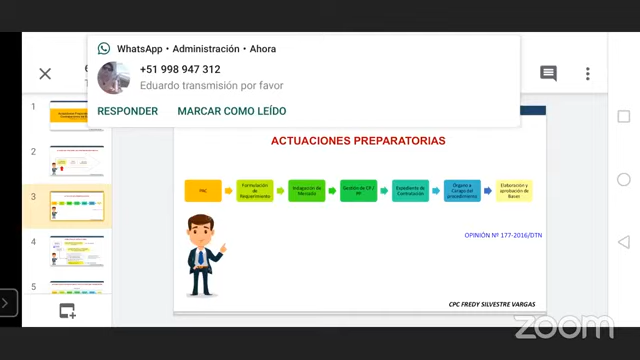 WhatsApp • Administración • Ahora
+51 998 947 312
Eduardo transmisión por favor
RESPONDER MARCAR COMO LEÍDO
1
2
3
4
5
ACTUACIONES PREPARATORIAS
PAC
Formulación de Requerimiento
Indagación de Mercado
Gestión de CP / PP
Expediente de Contratación
Órgano a Cargo del procedimiento
Elaboración y aprobación de Bases
OPINIÓN Nº 177-2016/DTN
CPC FREDY SILVESTRE VARGAS
zoom